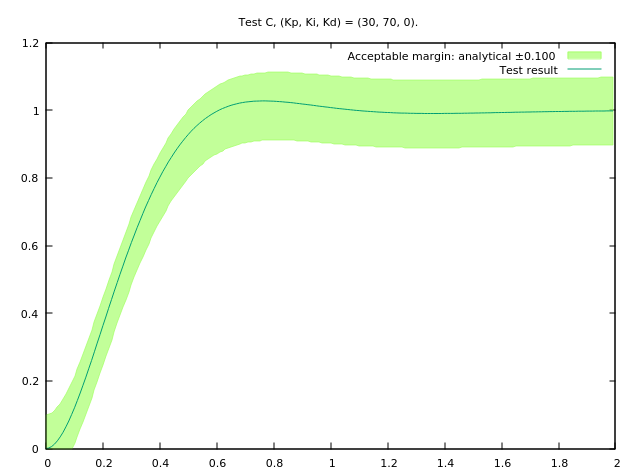 Test C, (Kp, Ki, Kd) = (30, 70, 0).
1.2
Acceptable margin: analytical ±0.100
Test result
1
0.8
0.6
0.4
0.2
0
0 0.2 0.4 0.6 0.8 1 1.2 1.4 1.6 1.8 2